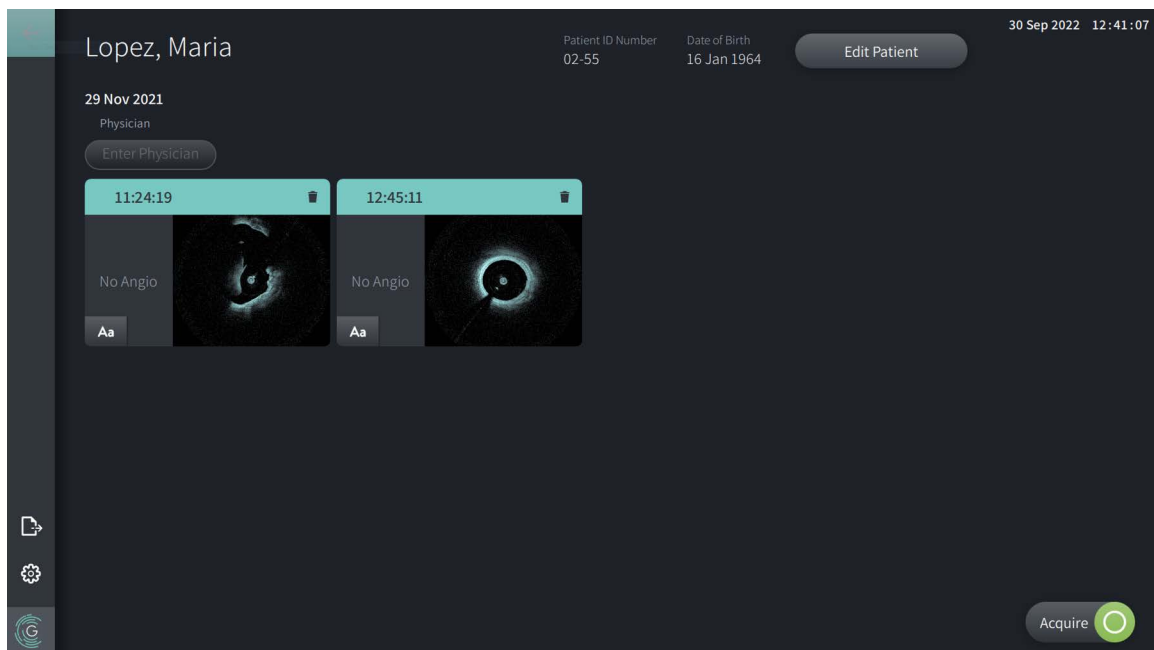 30 Sep 2022 12:41:07
Lopez, Maria
Patient ID Number
02-55
Date of Birth
16 Jan 1964
Edit Patient
29 Nov 2021
Physician
Enter Physician
11:24:19
No Angio
Aa
12:45:11
No Angio
Aa
G
Acquire